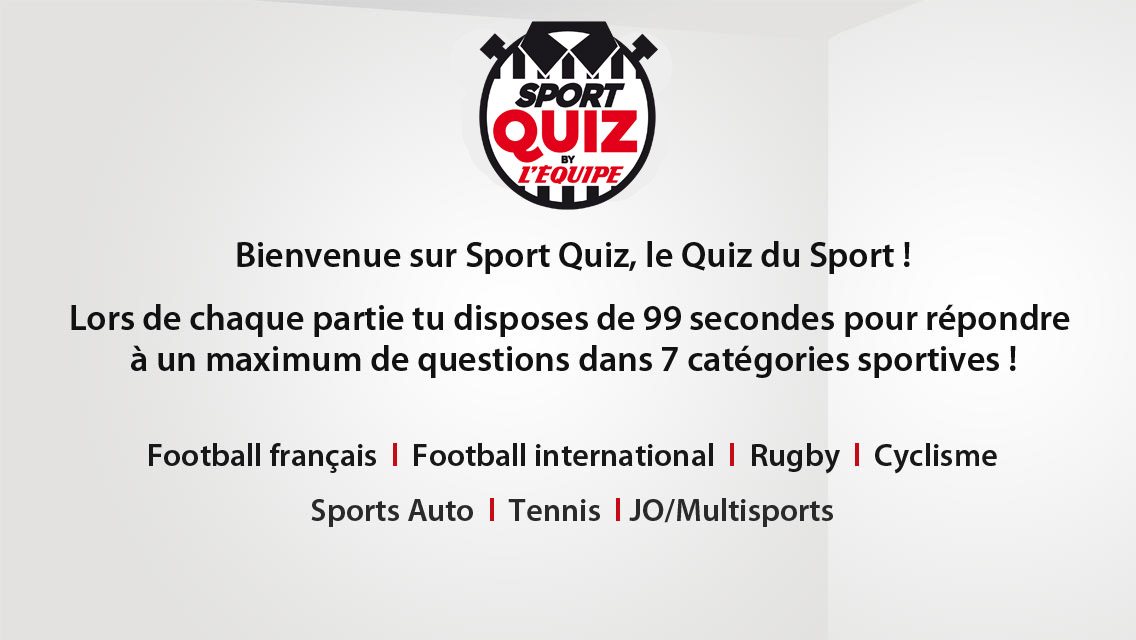 SPORT
QUIZ
BY
L'ÉQUIPE
Bienvenue sur Sport Quiz, le Quiz du Sport !
Lors de chaque partie tu disposes de 99 secondes pour répondre
à un maximum de questions dans 7 catégories sportives !
Football français | Football international | Rugby | Cyclisme
Sports Auto | Tennis | JO/Multisports